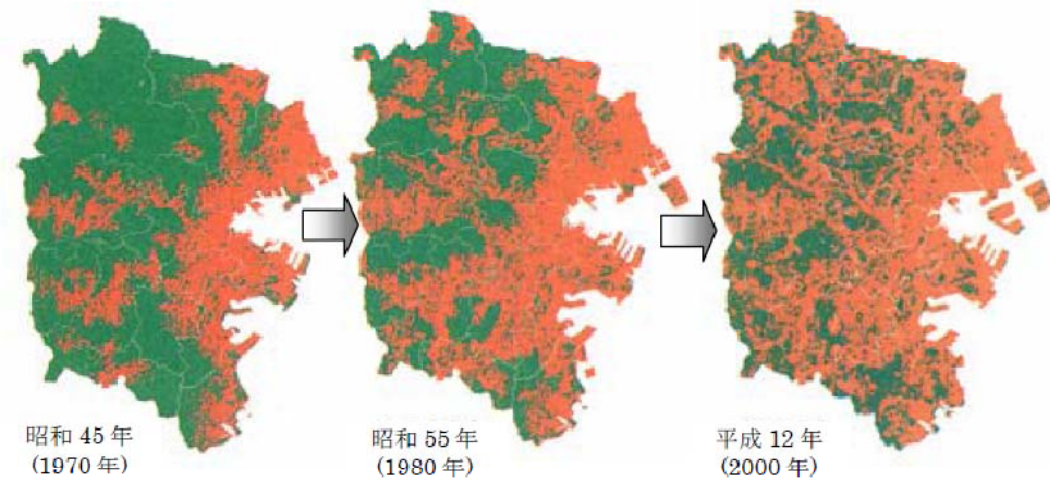 昭和 45 年
(1970 年)
昭和 55 年
(1980 年)
平成 12 年
(2000 年)